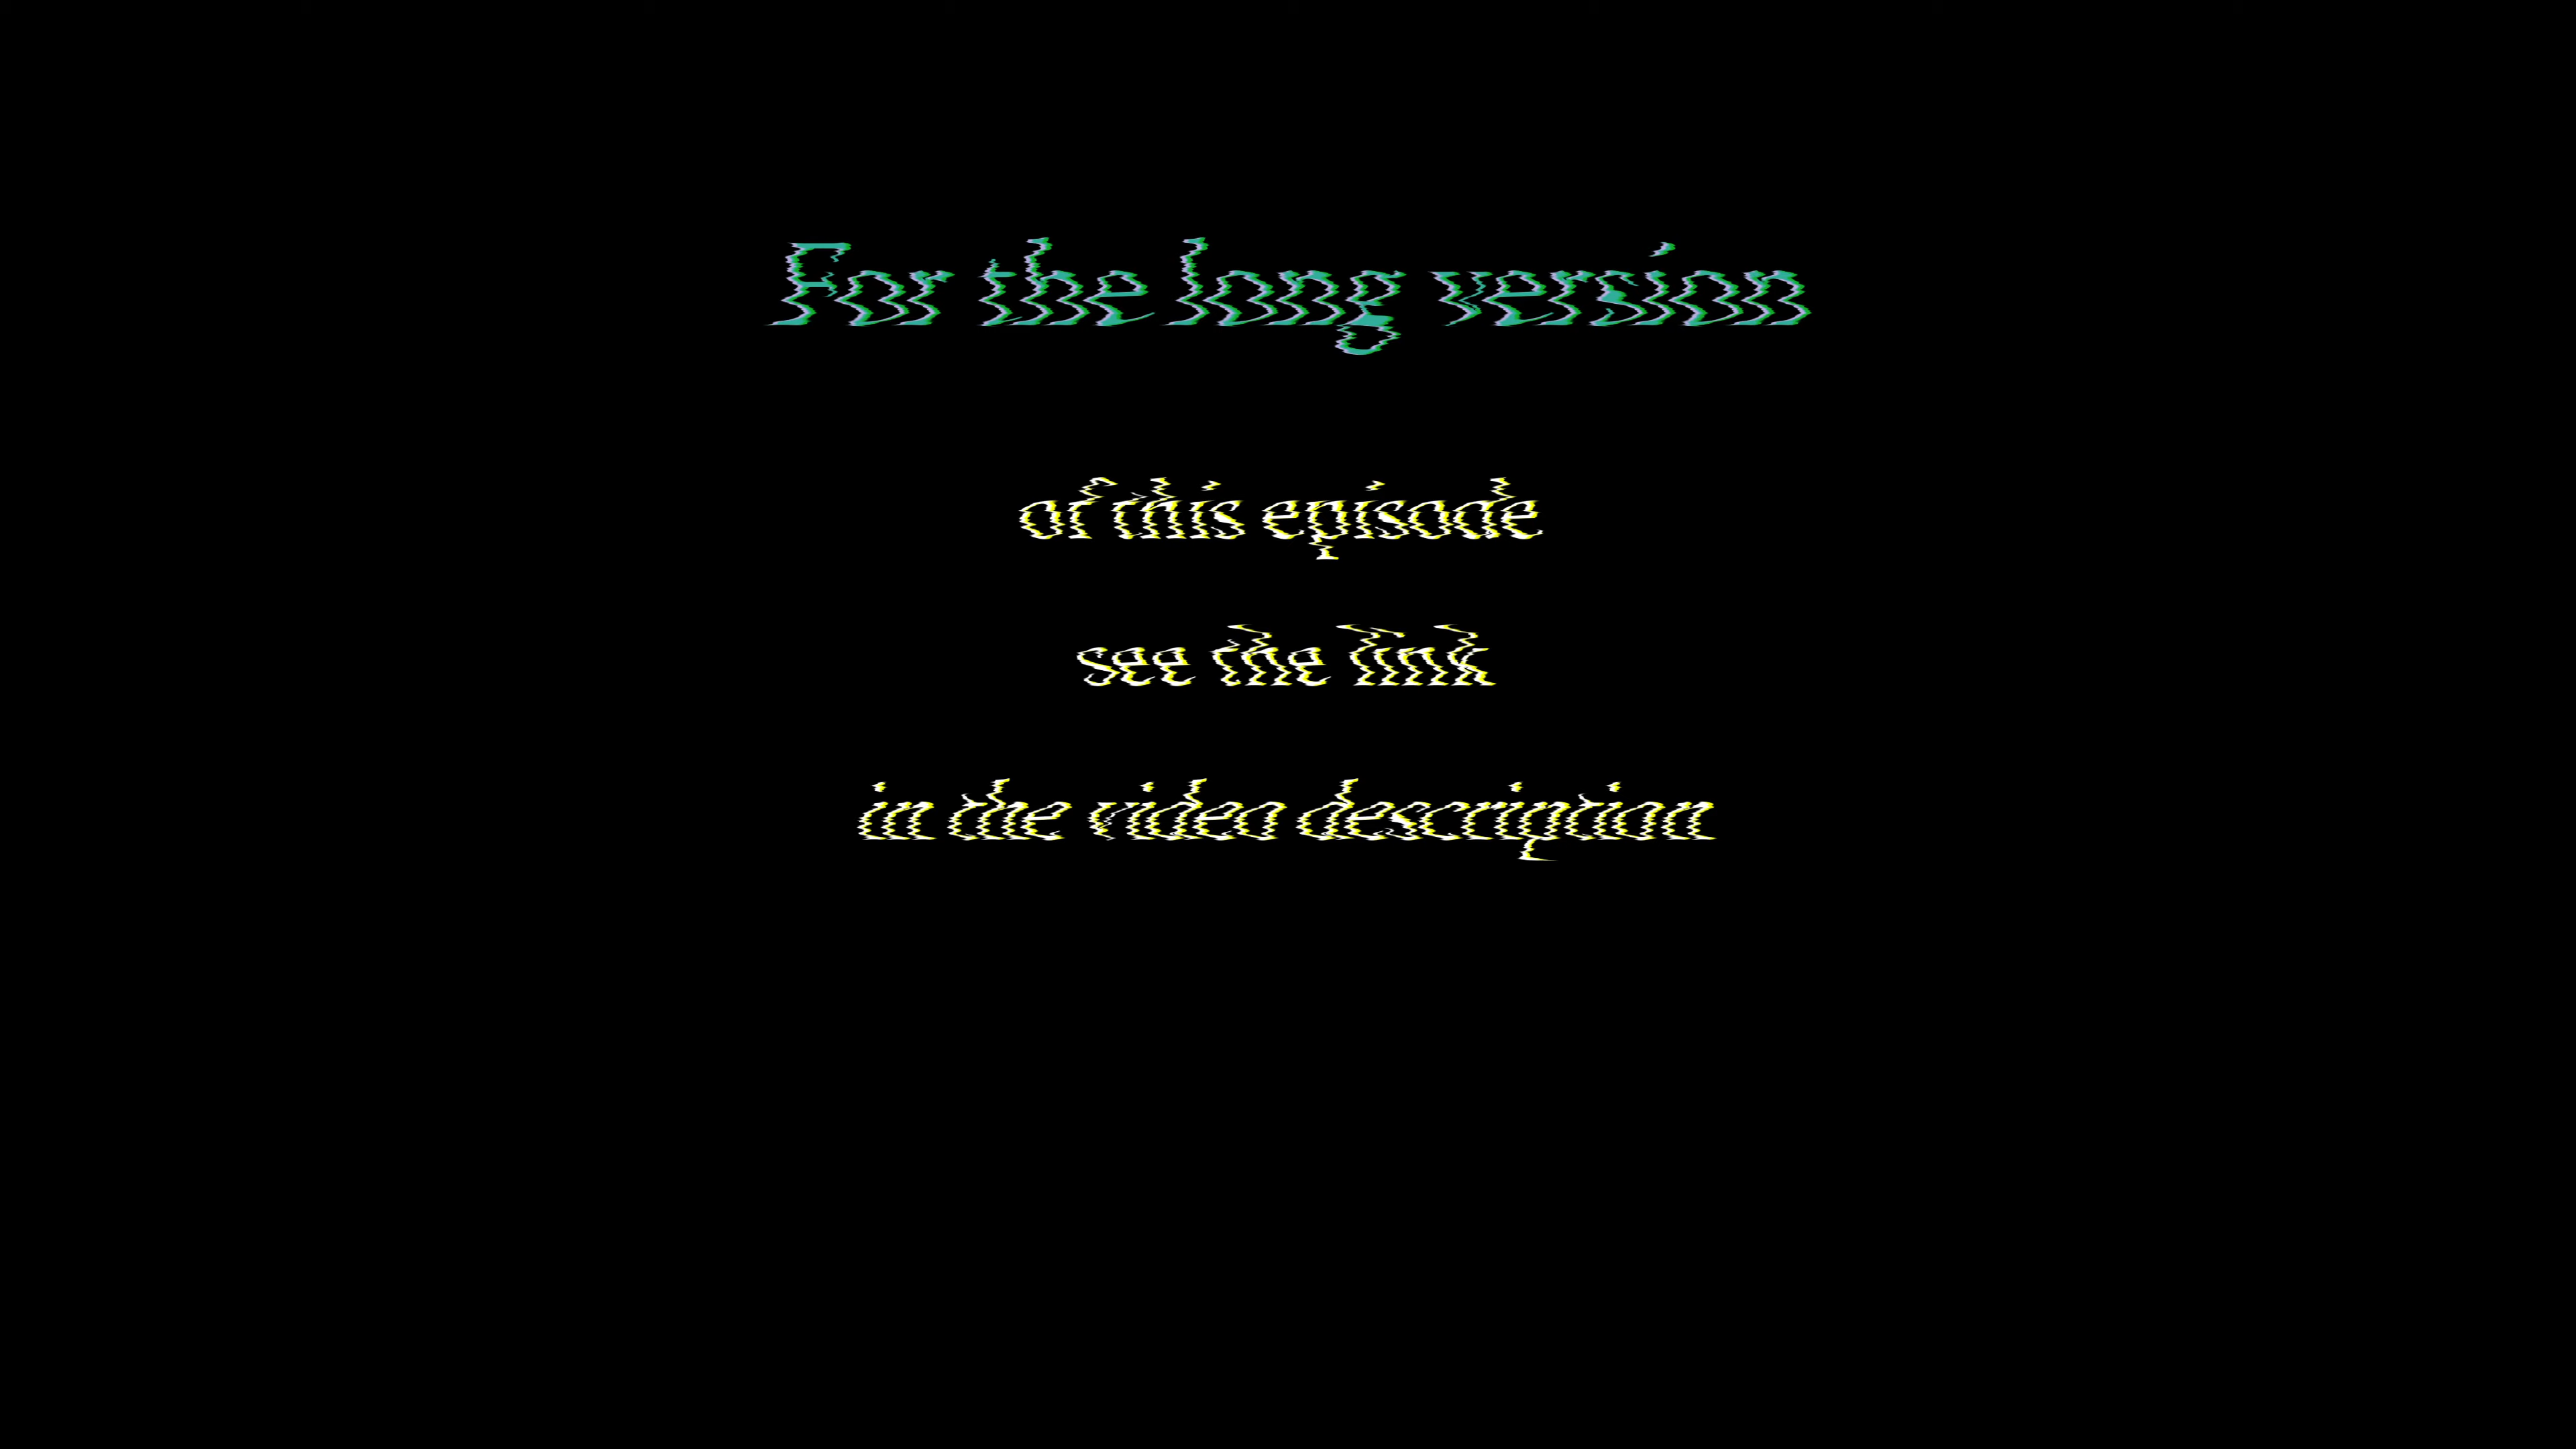 For the long version
of this episode
see the link
in the video description